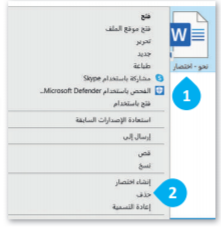 فتح
فتح موقع الملف
تحرير
جديد
طباعة
مشاركة باستخدام Skype
الفحص باستخدام Microsoft Defender...
فتح باستخدام
استعادة الإصدارات السابقة
إرسال إلى
قص
نسخ
إنشاء اختصار
حذف
إعادة التسمية
W
نحو - اختصار
1
2